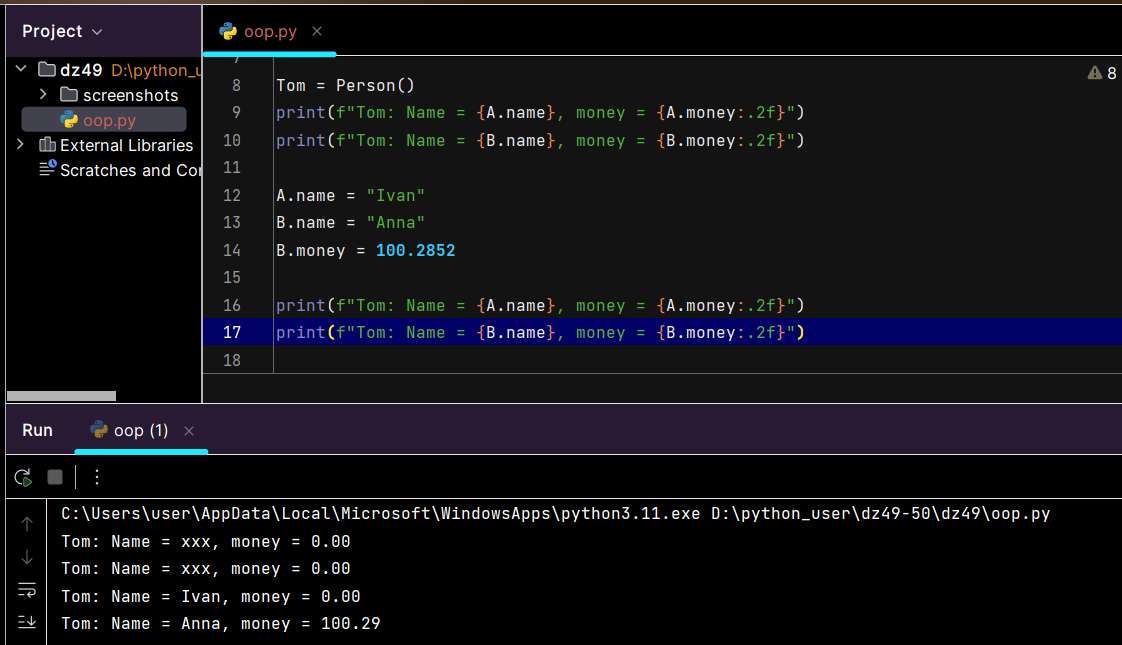 Project
oop.py
dz49 D:\python_u
screenshots
oop.py
External Libraries
Scratches and Con
8
7
8 Tom = Person()
9 print(f"Tom: Name = {A.name}, money = {A.money:.2f}")
10 print(f"Tom: Name = {B.name}, money = {B.money:.2f}")
11
12 A.name = "Ivan"
13 B.name = "Anna"
14 B.money = 100.2852
15
16 print(f"Tom: Name = {A.name}, money = {A.money:.2f}")
17 print(f"Tom: Name = {B.name}, money = {B.money:.2f}")
18
Run oop (1)
C:\Users\user\AppData\Local\Microsoft\WindowsApps\python3.11.exe D:\python_user\dz49-50\dz49\oop.py
Tom: Name = xxx, money = 0.00
Tom: Name = xxx, money = 0.00
Tom: Name = Ivan, money = 0.00
Tom: Name = Anna, money = 100.29